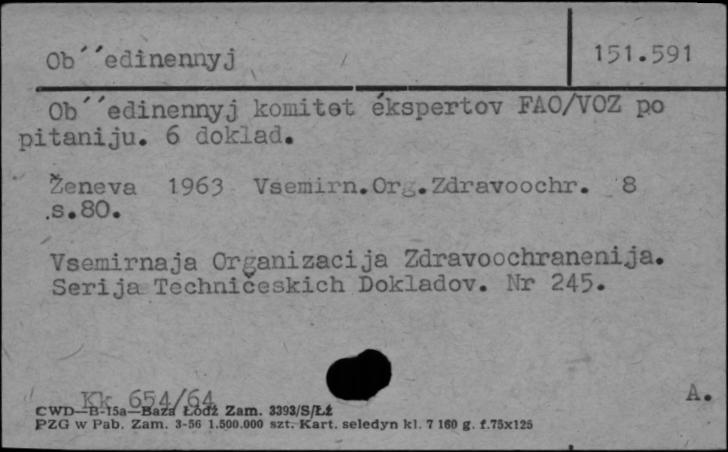 Ob´´edinennyj
151.591
Ob´´edinennyj komitet ékspertov FAO/VOZ po
pitaniju. 6 doklad.
Ženeva 1963 Vsemirn.Org.Zdravoochr. 8
s.80.
Vsemirnaja Organizacija Zdravoochranenija.
Serija Techničeskich Dokladov. Nr 245.
Kk 654/64
A.
CWD—B-15a—Baza Łódź Zam. 3393/S/Łź
PZG w Pab. Zam. 3-56 1.500.000 szt. Kart. seledyn kl. 7 160 g. f.75x125